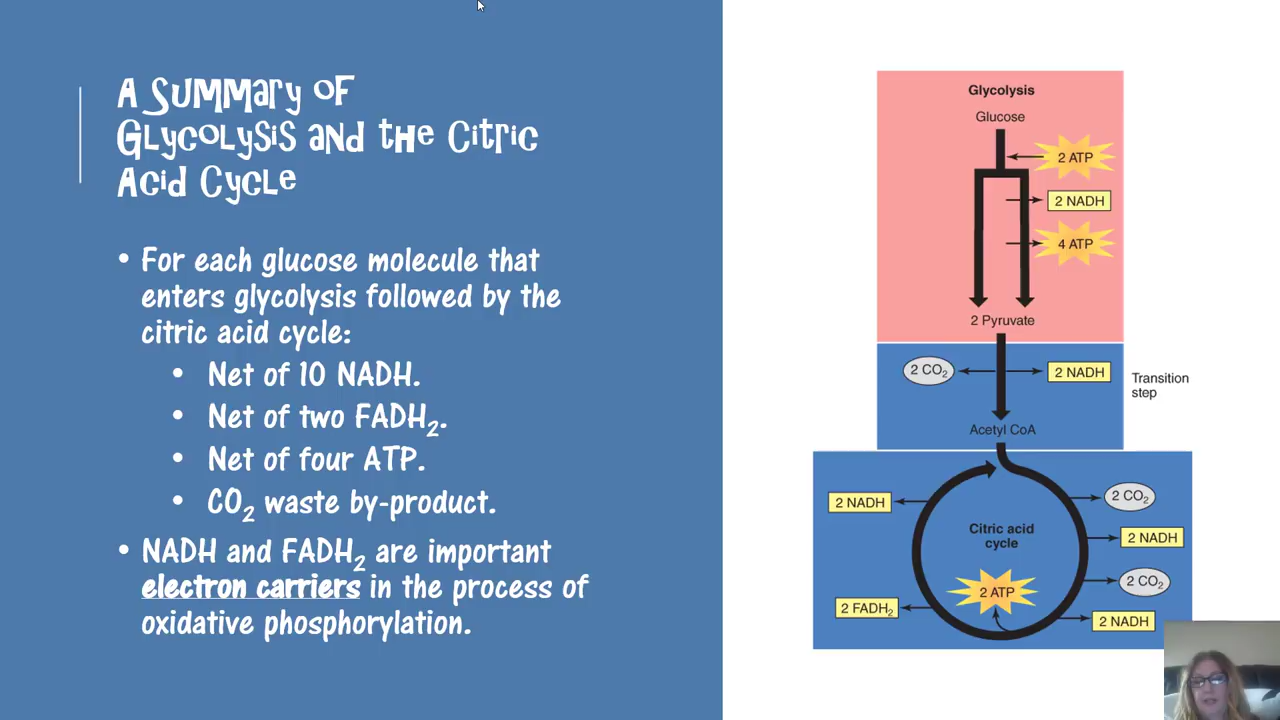 A Summary of
Glycolysis and the Citric
Acid Cycle
• For each glucose molecule that
enters glycolysis followed by the
citric acid cycle:
• Net of 10 NADH.
• Net of two FADH₂.
• Net of four ATP.
• CO₂ waste by-product.
• NADH and FADH₂ are important
electron carriers in the process of
oxidative phosphorylation.
Glycolysis
Glucose
2 ATP
2 NADH
4 ATP
2 Pyruvate
2 CO₂
2 NADH
Transition
step
Acetyl CoA
2 NADH
2 CO₂
Citric acid
cycle
2 NADH
2 CO₂
2 ATP
2 FADH₂
2 NADH